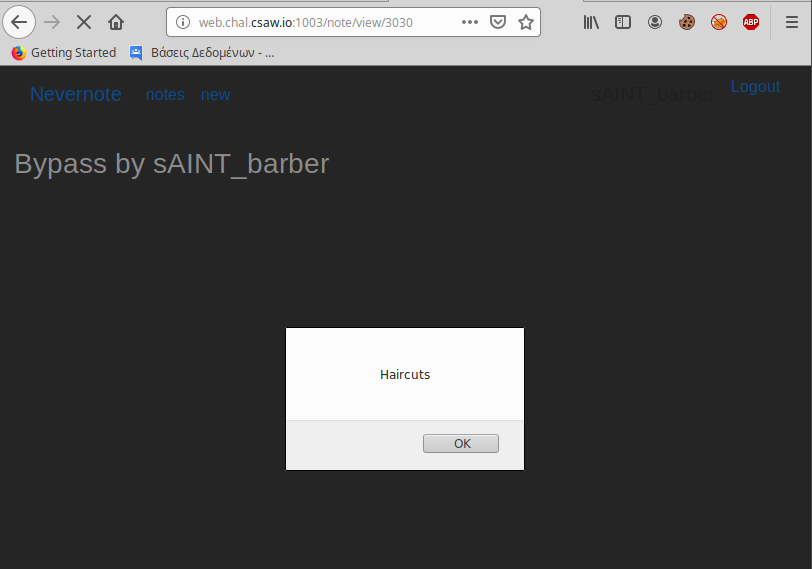 web.chal.csaw.io:1003/note/view/3030
ABP
Getting Started Βάσεις Δεδομένων - ...
Nevernote notes new sAINT_barber Logout
Bypass by sAINT_barber
Haircuts
OK